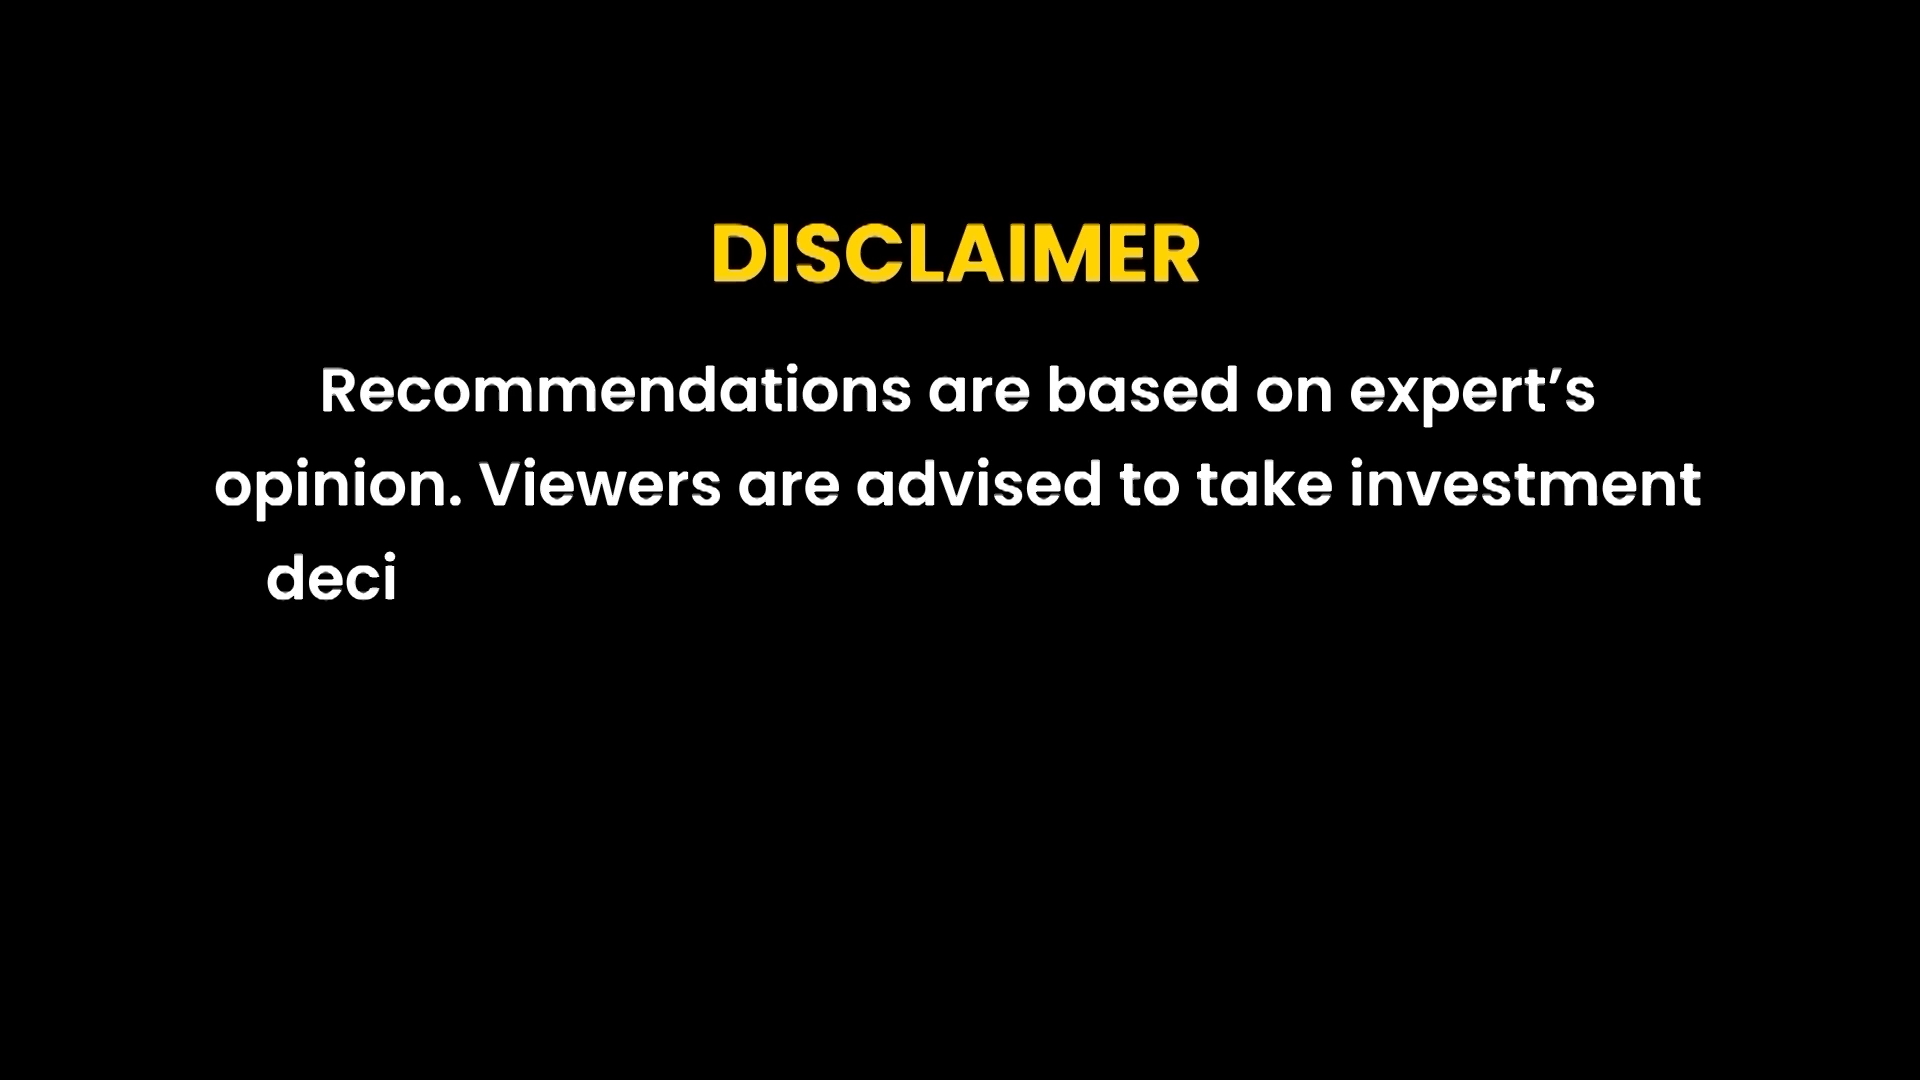 DISCLAIMER
Recommendations are based on expert’s
opinion. Viewers are advised to take investment
deci